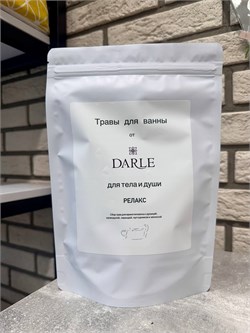 Травы для ванны
от
DARLE
для тела и души
РЕЛАКС